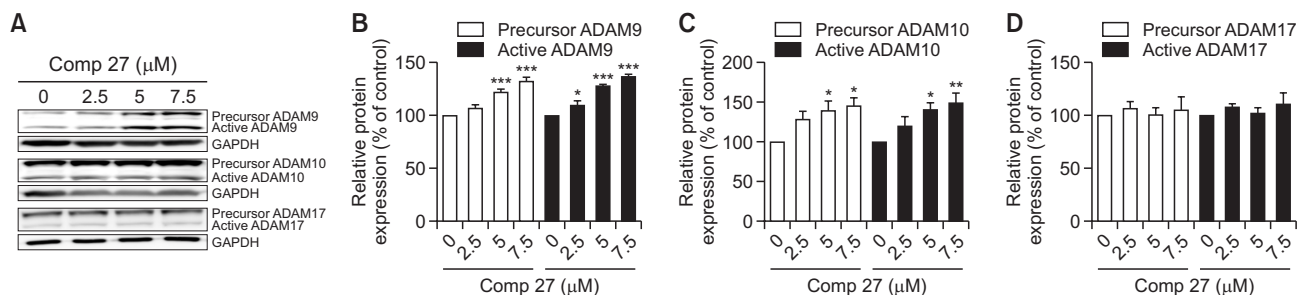 A
Comp 27 (μM)
0 2.5 5 7.5
Precursor ADAM9
Active ADAM9
GAPDH
Precursor ADAM10
Active ADAM10
GAPDH
Precursor ADAM17
Active ADAM17
GAPDH
B
Precursor ADAM9
Active ADAM9
Relative protein
expression (% of control)
150
100
50
0
*** *** * *** ***
0 2.5 5 7.5 0 2.5 5 7.5
Comp 27 (μM)
C
Precursor ADAM10
Active ADAM10
Relative protein
expression (% of control)
200
150
100
50
0
* * * **
0 2.5 5 7.5 0 2.5 5 7.5
Comp 27 (μM)
D
Precursor ADAM17
Active ADAM17
Relative protein
expression (% of control)
150
100
50
0
0 2.5 5 7.5 0 2.5 5 7.5
Comp 27 (μM)